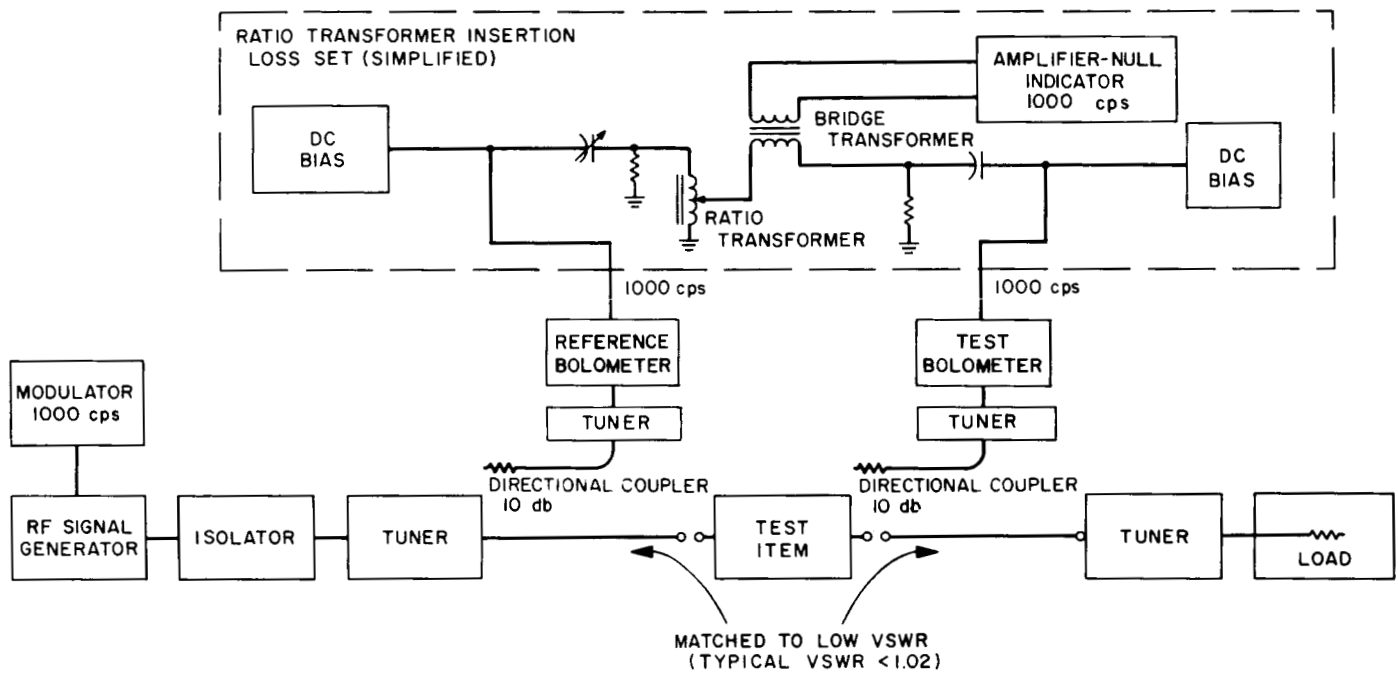 RATIO TRANSFORMER INSERTION
LOSS SET (SIMPLIFIED)
AMPLIFIER-NULL
INDICATOR
1000 cps
DC
BIAS
BRIDGE
TRANSFORMER
DC
BIAS
RATIO
TRANSFORMER
1000 cps
1000 cps
REFERENCE
BOLOMETER
TEST
BOLOMETER
MODULATOR
1000 cps
TUNER
TUNER
DIRECTIONAL COUPLER
10 db
DIRECTIONAL COUPLER
10 db
RF SIGNAL
GENERATOR
ISOLATOR
TUNER
TEST
ITEM
TUNER
LOAD
MATCHED TO LOW VSWR
(TYPICAL VSWR <1.02)